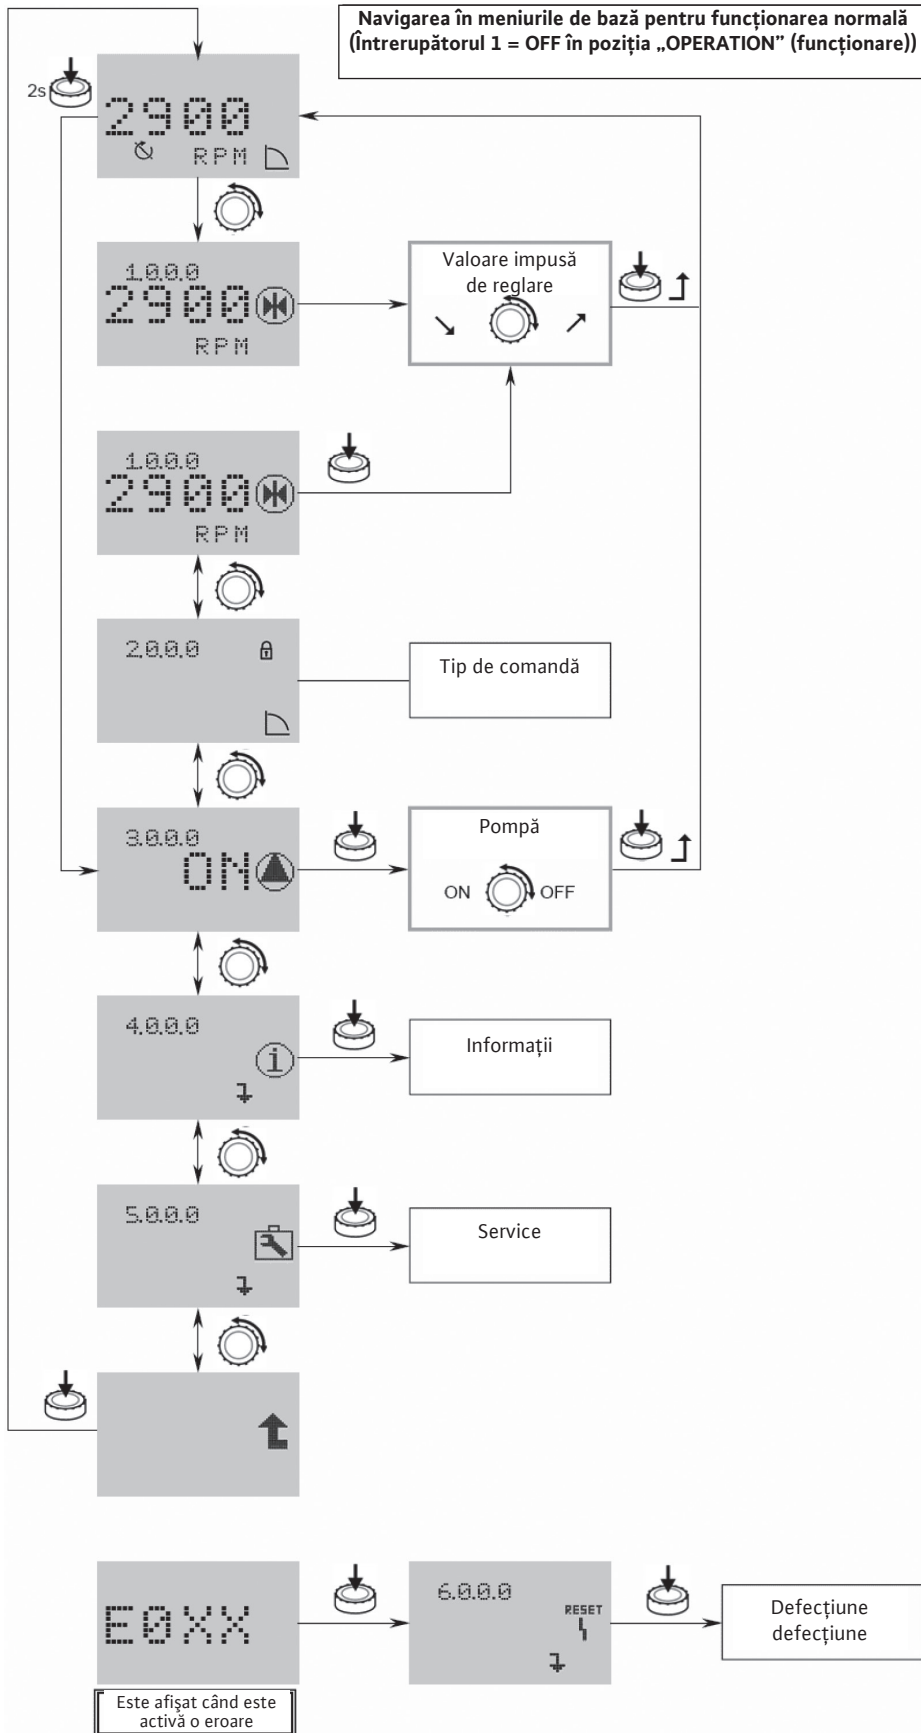 Navigarea în meniurile de bază pentru funcționarea normală
(Întrerupătorul 1 = OFF în poziția „OPERATION” (funcționare))
2s
2900
RPM
1.0.0.0
2900
RPM
Valoare impusă
de reglare
1.0.0.0
2900
RPM
2.0.0.0
Tip de comandă
3.0.0.0
ON
Pompă
ON OFF
4.0.0.0
i
Informații
5.0.0.0
Service
E0XX
6.0.0.0
RESET
Defecțiune
defecțiune
Este afişat când este
activă o eroare